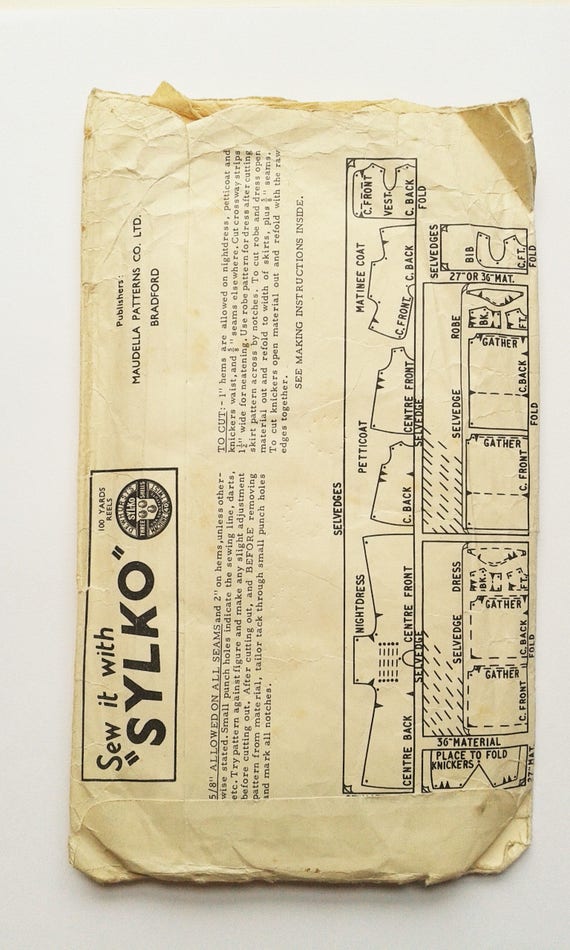 Sew it with
"SYLKO"
100 YARDS
REELS
SYLKO
Publishers:
MAUDELLA PATTERNS CO. LTD.
BRADFORD
5/8" ALLOWED ON ALL SEAMS and 2" on hems, unless other-
wise stated. Small punch holes indicate the sewing line, darts,
etc. Try pattern against figure and make any slight adjustment
before cutting out. After cutting out, and BEFORE removing
pattern from material, tailor tack through small punch holes
and mark all notches.
TO CUT:- 1" hems are allowed on nightdress, petticoat and
knickers waist, and seams elsewhere. Cut crossway strips
wide for neatening. Use robe pattern for dress after cutting
skirt pattern across by notches. To cut robe and dress open
material out and refold to width of skirts, plus seams.
To cut knickers open material out and refold with the raw
edges together.
SEE MAKING INSTRUCTIONS INSIDE.
SELVEDGES
NIGHTDRESS
CENTRE BACK
CENTRE FRONT
PETTICOAT
C. BACK
CENTRE FRONT
MATINEE COAT
C. FRONT
C. BACK
C. FRONT
VEST
C. BACK
FOLD
SELVEDGE
SELVEDGE
PLACE TO FOLD
KNICKERS
36" MATERIAL
SELVEDGE
DRESS
BK.
FT.
GATHER
C. FRONT
GATHER
C. BACK
FOLD
SELVEDGE
ROBE
BK.
FT.
GATHER
C. FRONT
GATHER
C. BACK
FOLD
SELVEDGES
BIB
C. FT.
FOLD
27" OR 36" MAT.